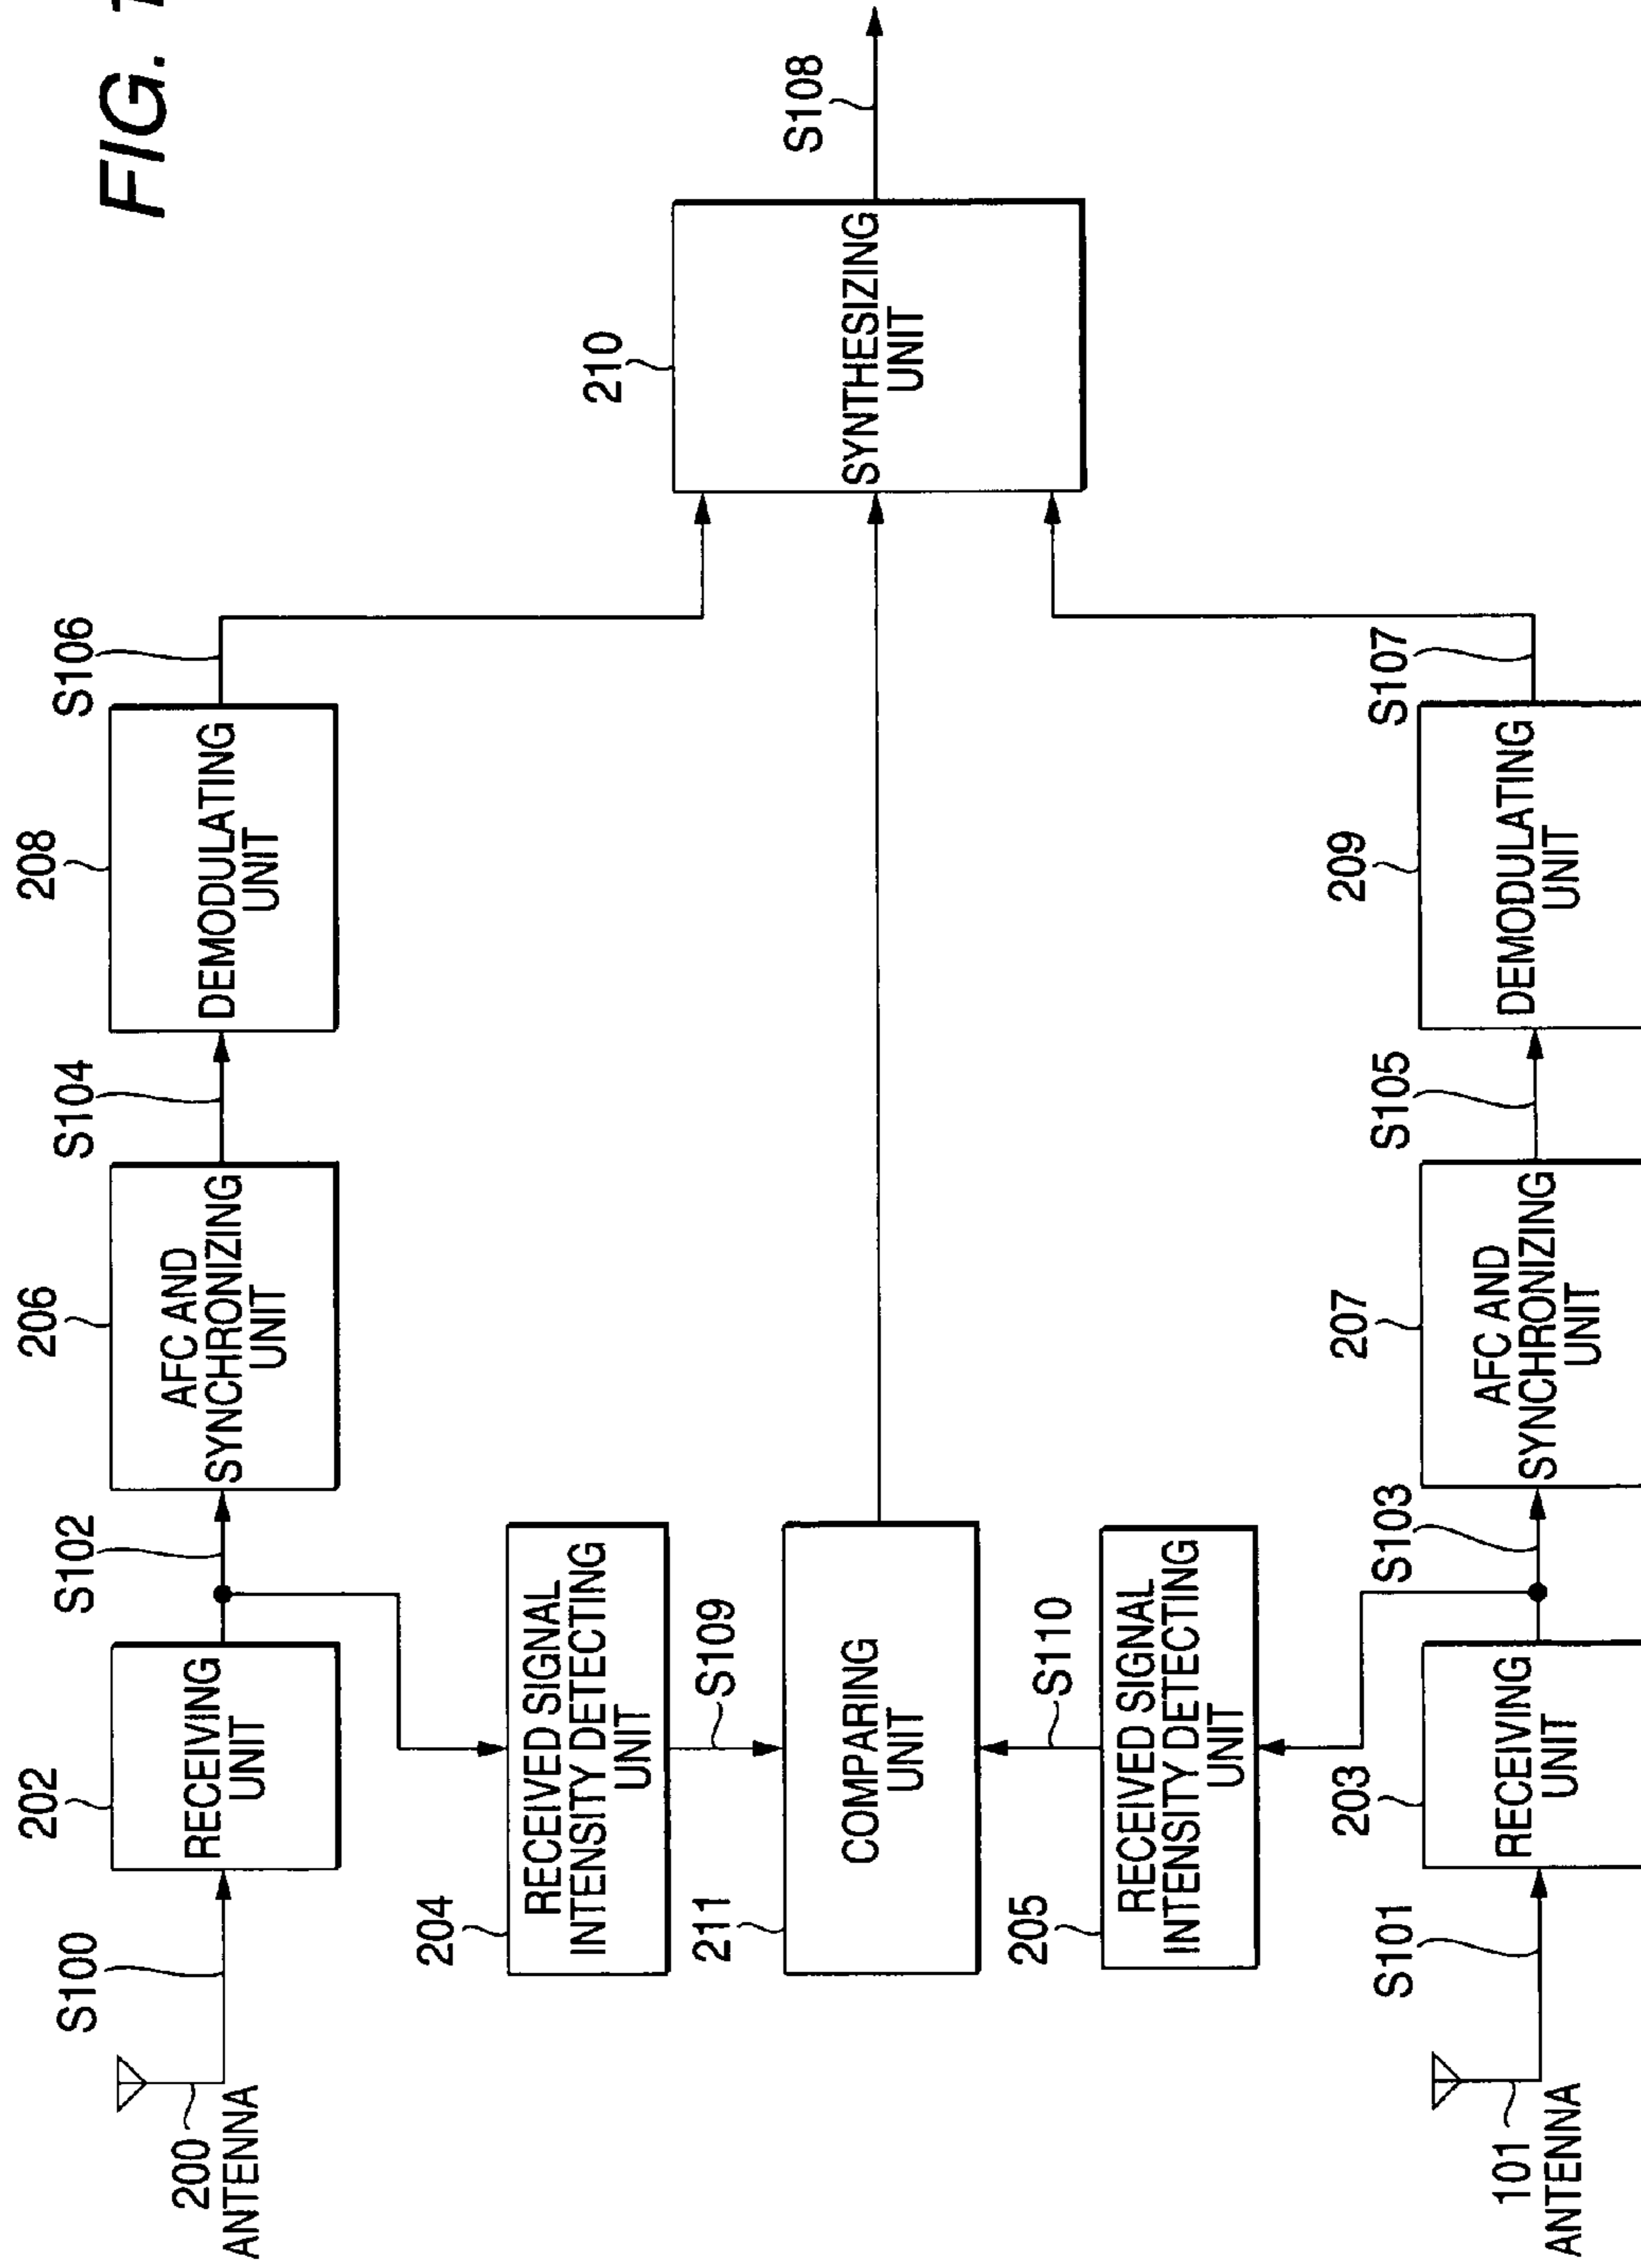 FIG. 1
200
ANTENNA
S100
202
RECEIVING
UNIT
S102
206
AFC AND
SYNCHRONIZING
UNIT
S104
208
DEMODULATING
UNIT
S106
204
RECEIVED SIGNAL
INTENSITY DETECTING
UNIT
S109
211
COMPARING
UNIT
210
SYNTHESIZING
UNIT
S108
205
RECEIVED SIGNAL
INTENSITY DETECTING
UNIT
S110
101
ANTENNA
S101
203
RECEIVING
UNIT
S103
207
AFC AND
SYNCHRONIZING
UNIT
S105
209
DEMODULATING
UNIT
S107